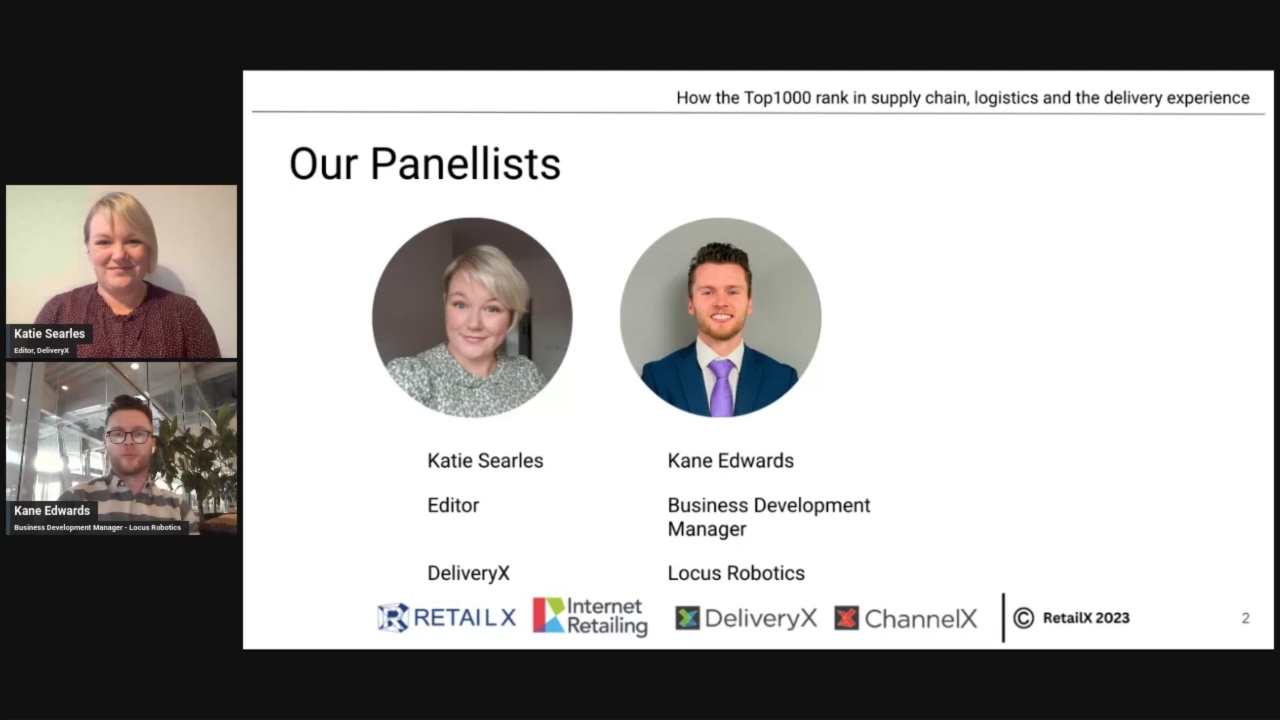 How the Top1000 rank in supply chain, logistics and the delivery experience
Our Panellists
Katie Searles
Editor, DeliveryX
Kane Edwards
Business Development Manager - Locus Robotics
Katie Searles
Editor
DeliveryX
Kane Edwards
Business Development
Manager
Locus Robotics
RETAIL X
Internet
Retailing
DeliveryX
ChannelX
© RetailX 2023
2